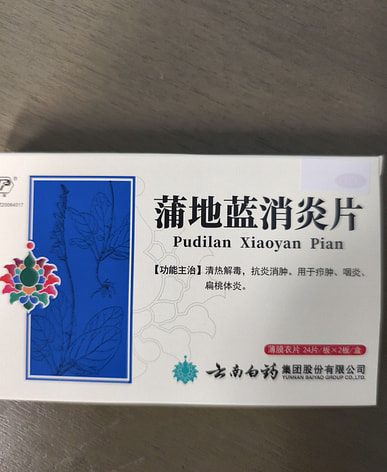 蒲地蓝消炎片
Pudilan Xiaoyan Pian
【功能主治】清热解毒，抗炎消肿。用于疖肿、咽炎、
扁桃体炎。
薄膜衣片 24片/板×2板/盒
云南白药 集团股份有限公司
YUNNAN BAIYAO GROUP CO.,LTD.